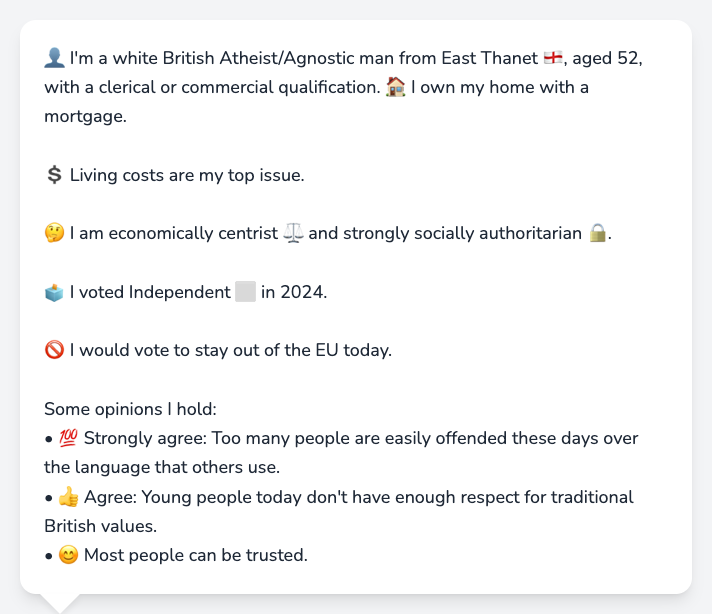 👤 I'm a white British Atheist/Agnostic man from East Thanet 🏴󠁧󠁢󠁥󠁮󠁧󠁿, aged 52,
with a clerical or commercial qualification. 🏠 I own my home with a
mortgage.
💲 Living costs are my top issue.
🤔 I am economically centrist ⚖️ and strongly socially authoritarian 🔒.
🗳️ I voted Independent ⬜ in 2024.
🚫 I would vote to stay out of the EU today.
Some opinions I hold:
• 💯 Strongly agree: Too many people are easily offended these days over
the language that others use.
• 👍 Agree: Young people today don't have enough respect for traditional
British values.
• 😊 Most people can be trusted.